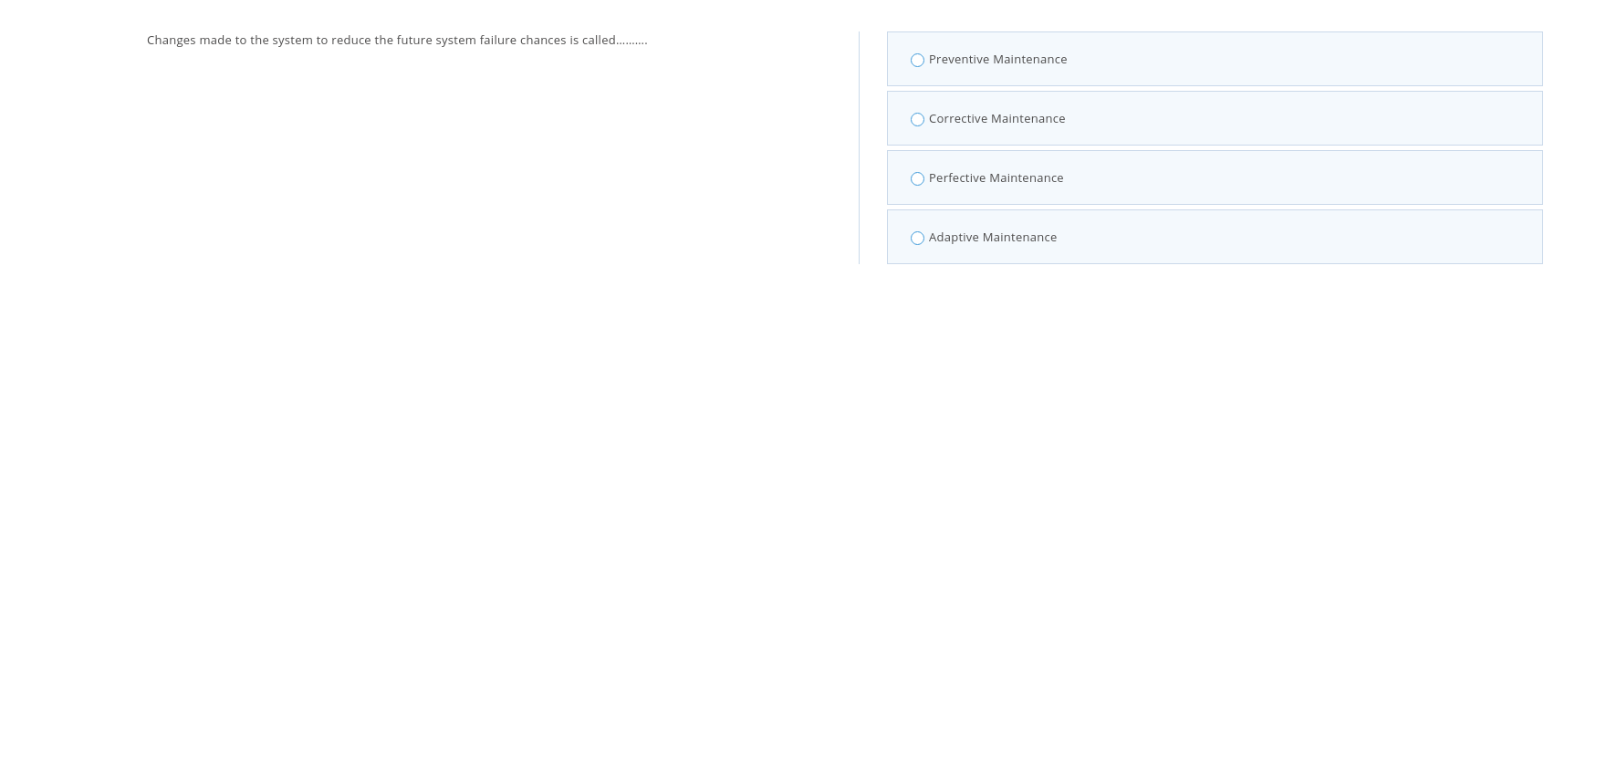 Changes made to the system to reduce the future system failure chances is called..........
Preventive Maintenance
Corrective Maintenance
Perfective Maintenance
Adaptive Maintenance